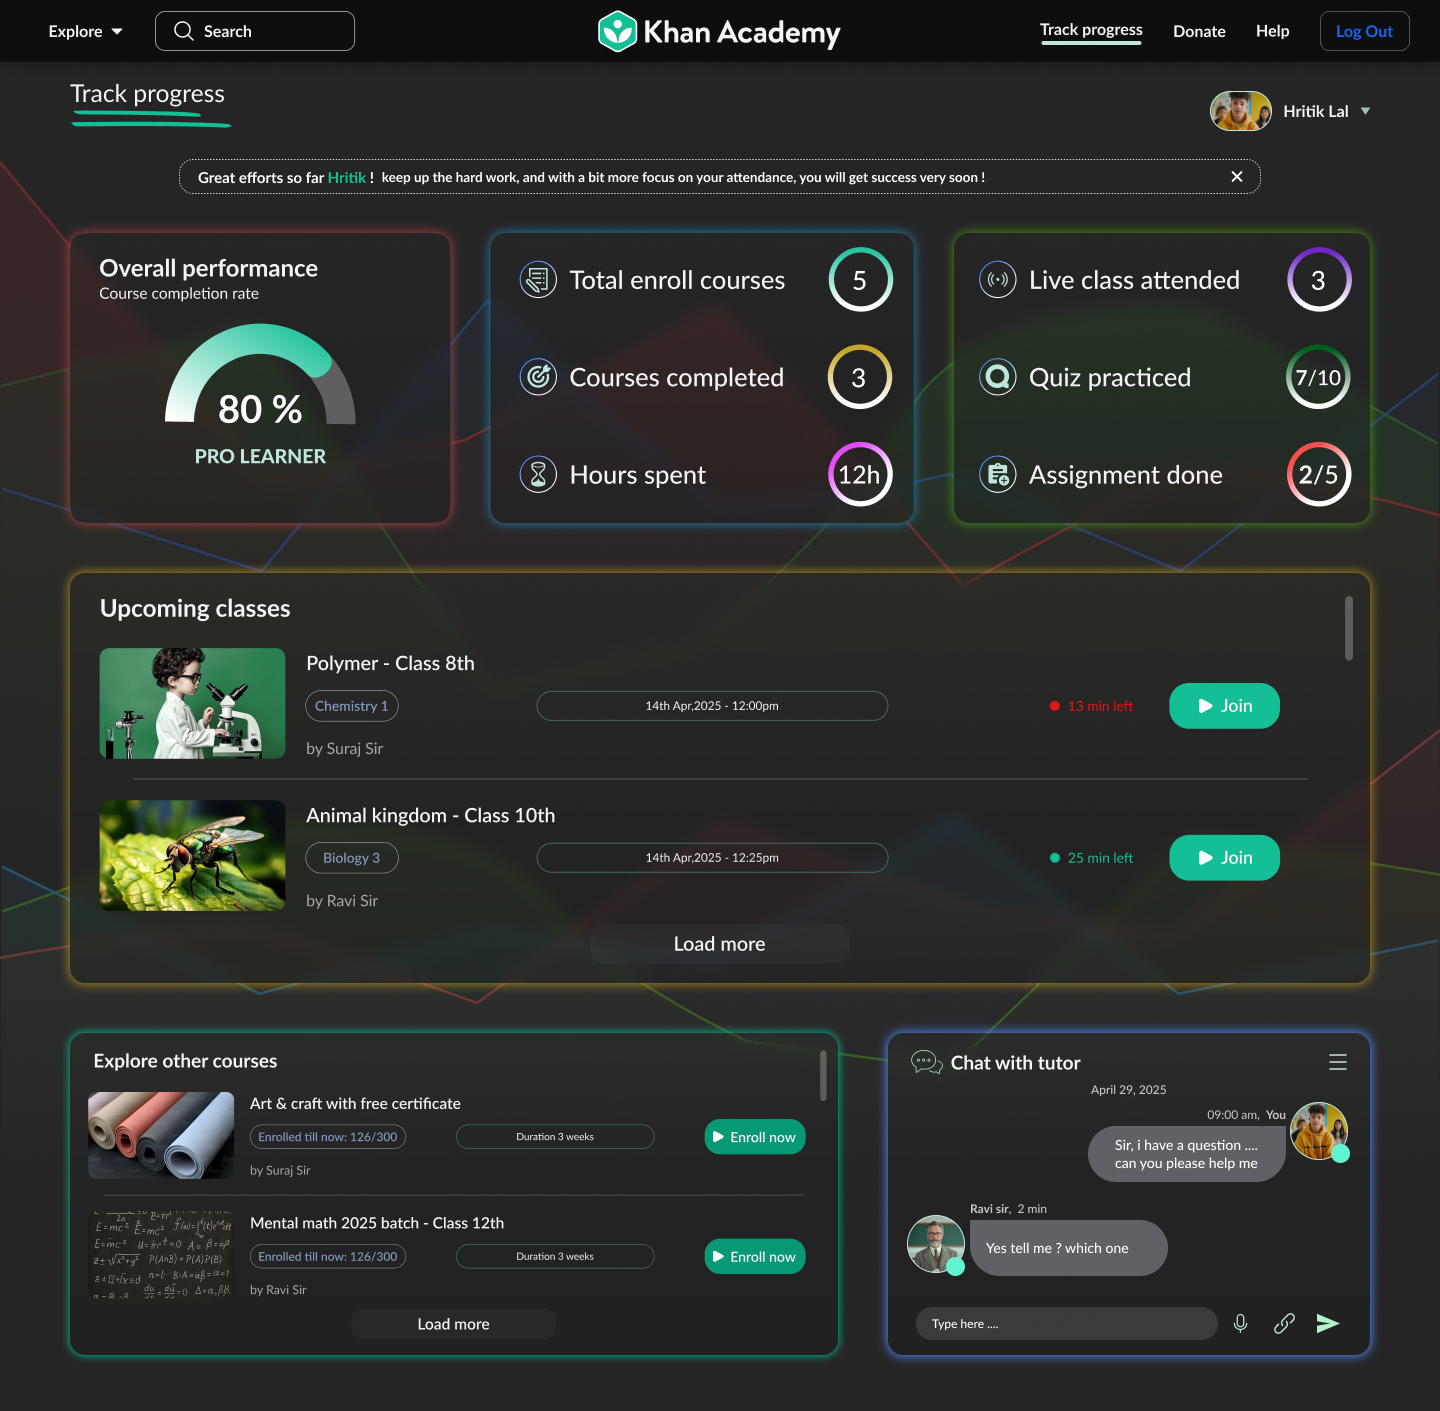 Explore
Search
Khan Academy
Track progress
Donate
Help
Log Out
Track progress
Hritik Lal
Great efforts so far Hritik ! keep up the hard work, and with a bit more focus on your attendance, you will get success very soon !
Overall performance
Course completion rate
80 %
PRO LEARNER
Total enroll courses
5
Courses completed
3
Hours spent
12h
Live class attended
3
Quiz practiced
7/10
Assignment done
2/5
Upcoming classes
Polymer - Class 8th
Chemistry 1
14th Apr,2025 - 12:00pm
13 min left
Join
by Suraj Sir
Animal kingdom - Class 10th
Biology 3
14th Apr,2025 - 12:25pm
25 min left
Join
by Ravi Sir
Load more
Explore other courses
Art & craft with free certificate
Enrolled till now: 126/300
Duration 3 weeks
Enroll now
by Suraj Sir
Mental math 2025 batch - Class 12th
Enrolled till now: 126/300
Duration 3 weeks
Enroll now
by Ravi Sir
Load more
Chat with tutor
April 29, 2025
09:00 am, You
Sir, i have a question ....
can you please help me
Ravi sir, 2 min
Yes tell me ? which one
Type here ....